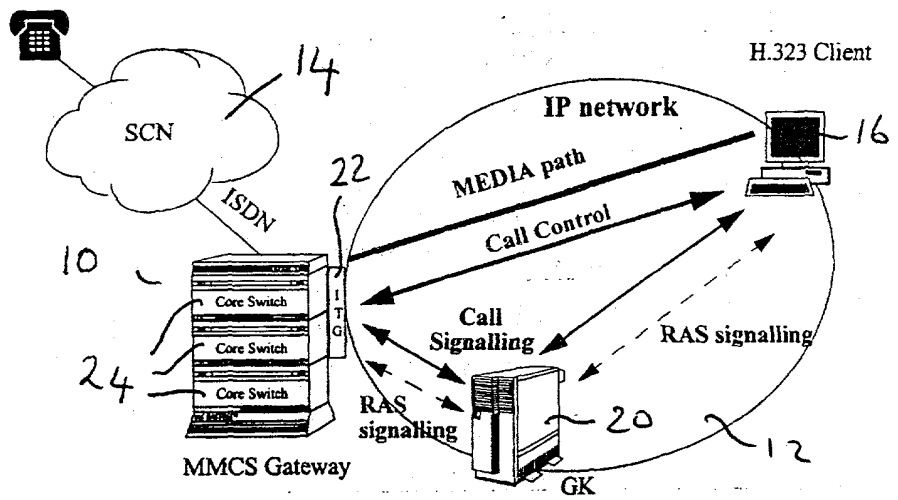 H.323 Client
14
SCN
IP network
16
22
MEDIA path
ISDN
Call Control
10
ITG
Core Switch
Call
Signalling
Core Switch
RAS signalling
24
Core Switch
RAS
signalling
20
12
MMCS Gateway
GK